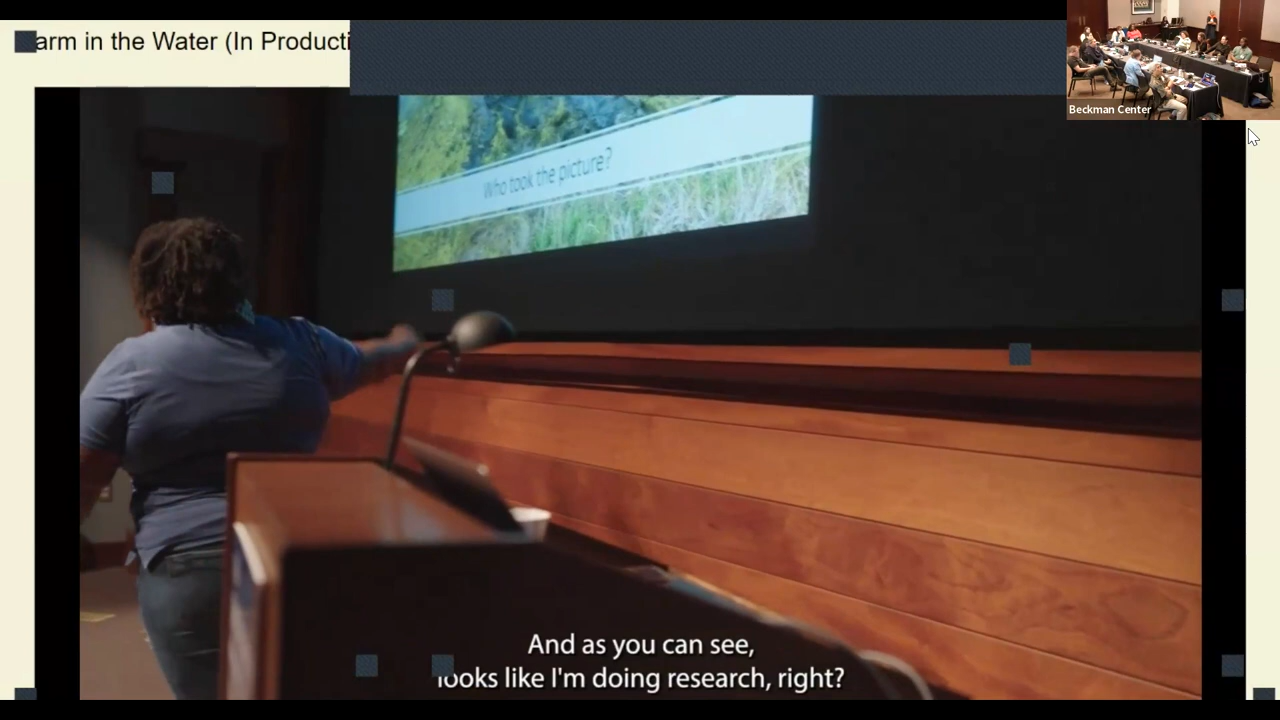 arm in the Water (In Producti
Beckman Center
Who took the picture?
And as you can see,
looks like I'm doing research, right?